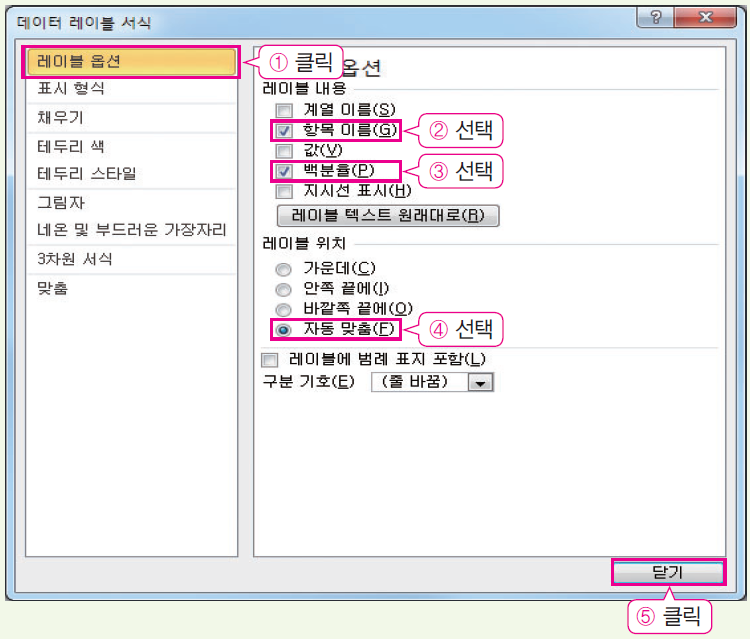 데이터 레이블 서식
레이블 옵션
① 클릭
표시 형식
채우기
테두리 색
테두리 스타일
그림자
네온 및 부드러운 가장자리
3차원 서식
맞춤
옵션
레이블 내용
계열 이름(S)
항목 이름(G)
② 선택
값(V)
백분율(P)
③ 선택
지시선 표시(H)
레이블 텍스트 원래대로(R)
레이블 위치
가운데(C)
안쪽 끝에(I)
바깥쪽 끝에(O)
자동 맞춤(F)
④ 선택
레이블에 범례 표지 포함(L)
구분 기호(E) (줄 바꿈)
닫기
⑤ 클릭